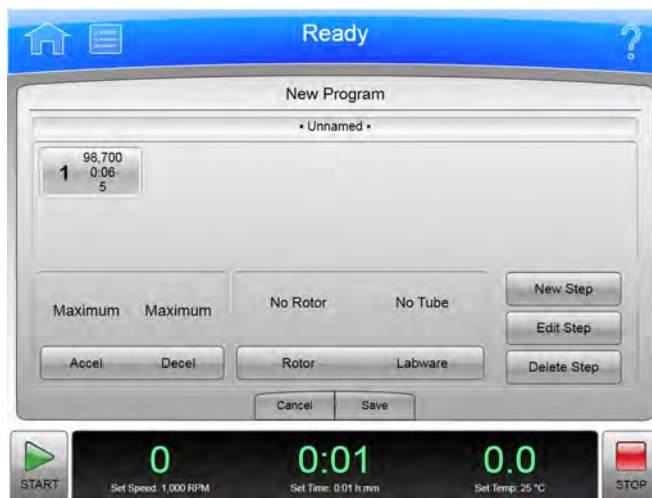 Ready
New Program
• Unnamed •
1
98,700
0:06
5
Maximum Maximum
No Rotor No Tube
Accel Decel
Rotor Labware
New Step
Edit Step
Delete Step
Cancel Save
START
0
Set Speed: 1,000 RPM
0:01
Set Time: 0:01 h:mm
0.0
Set Temp: 25 °C
STOP